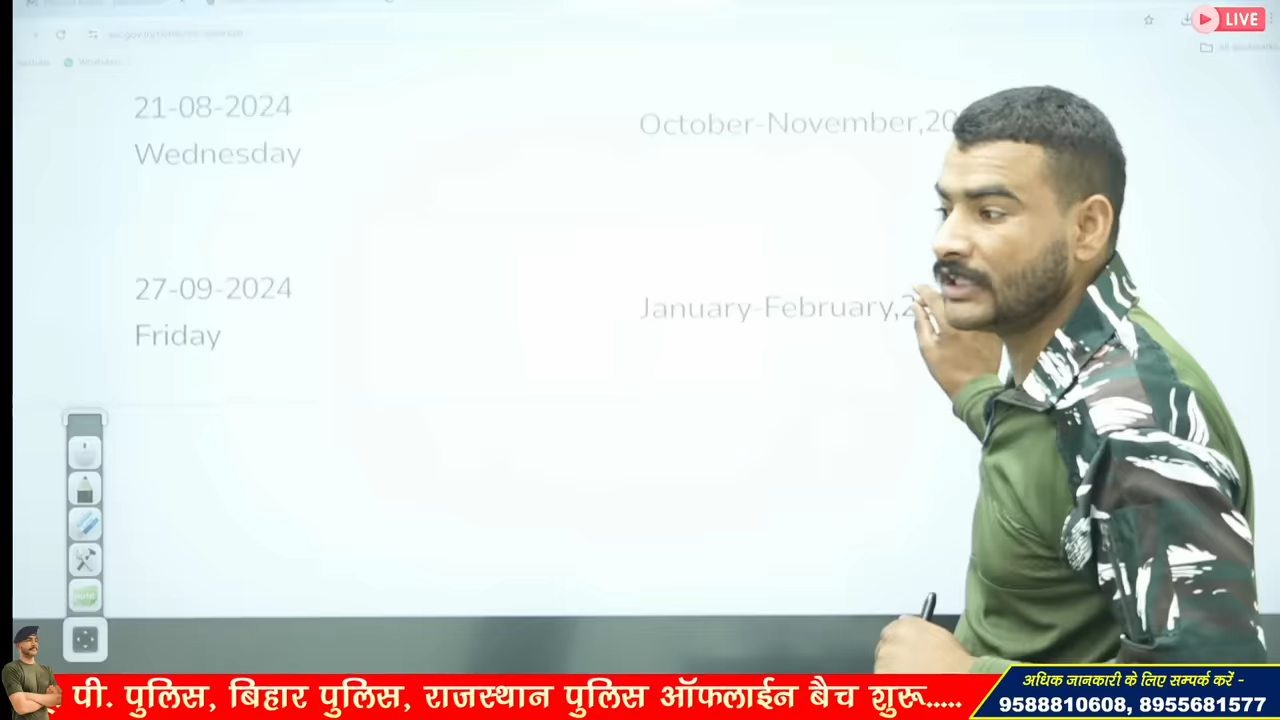 LIVE
21-08-2024
Wednesday
October-November,20
27-09-2024
Friday
January-February,2
पी. पुलिस, बिहार पुलिस, राजस्थान पुलिस ऑफलाईन बैच शुरू.....
अधिक जानकारी के लिए सम्पर्क करें -
9588810608, 8955681577